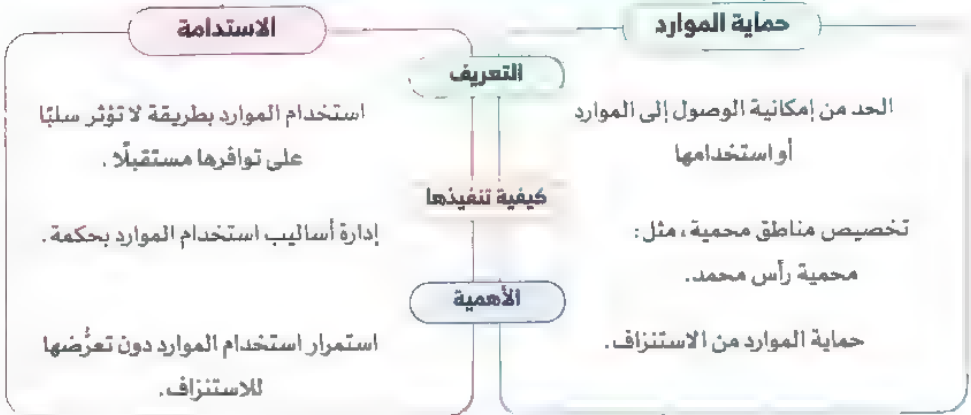 حماية الموارد
الاستدامة
التعريف
الحد من إمكانية الوصول إلى الموارد
أو استخدامها
استخدام الموارد بطريقة لا تؤثر سلبًا
على توافرها مستقبلًا.
كيفية تنفيذها
تخصيص مناطق محمية، مثل:
محمية رأس محمد.
إدارة أساليب استخدام الموارد بحكمة.
الأهمية
حماية الموارد من الاستنزاف.
استمرار استخدام الموارد دون تعرُّضها
للاستنزاف.